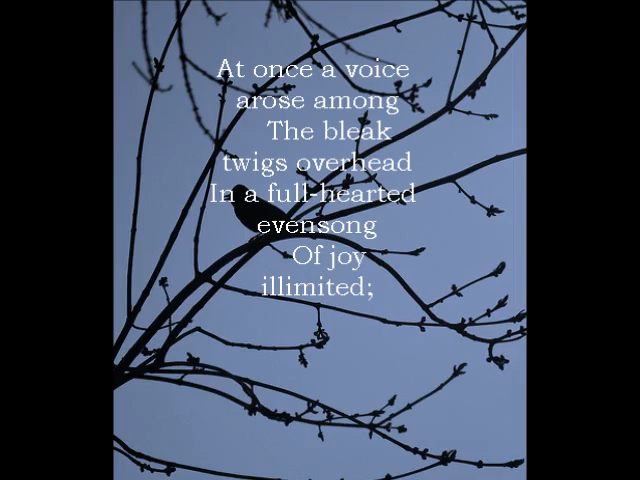 At once a voice
arose among
The bleak
twigs overhead
In a full-hearted
evensong
Of joy
illimited;